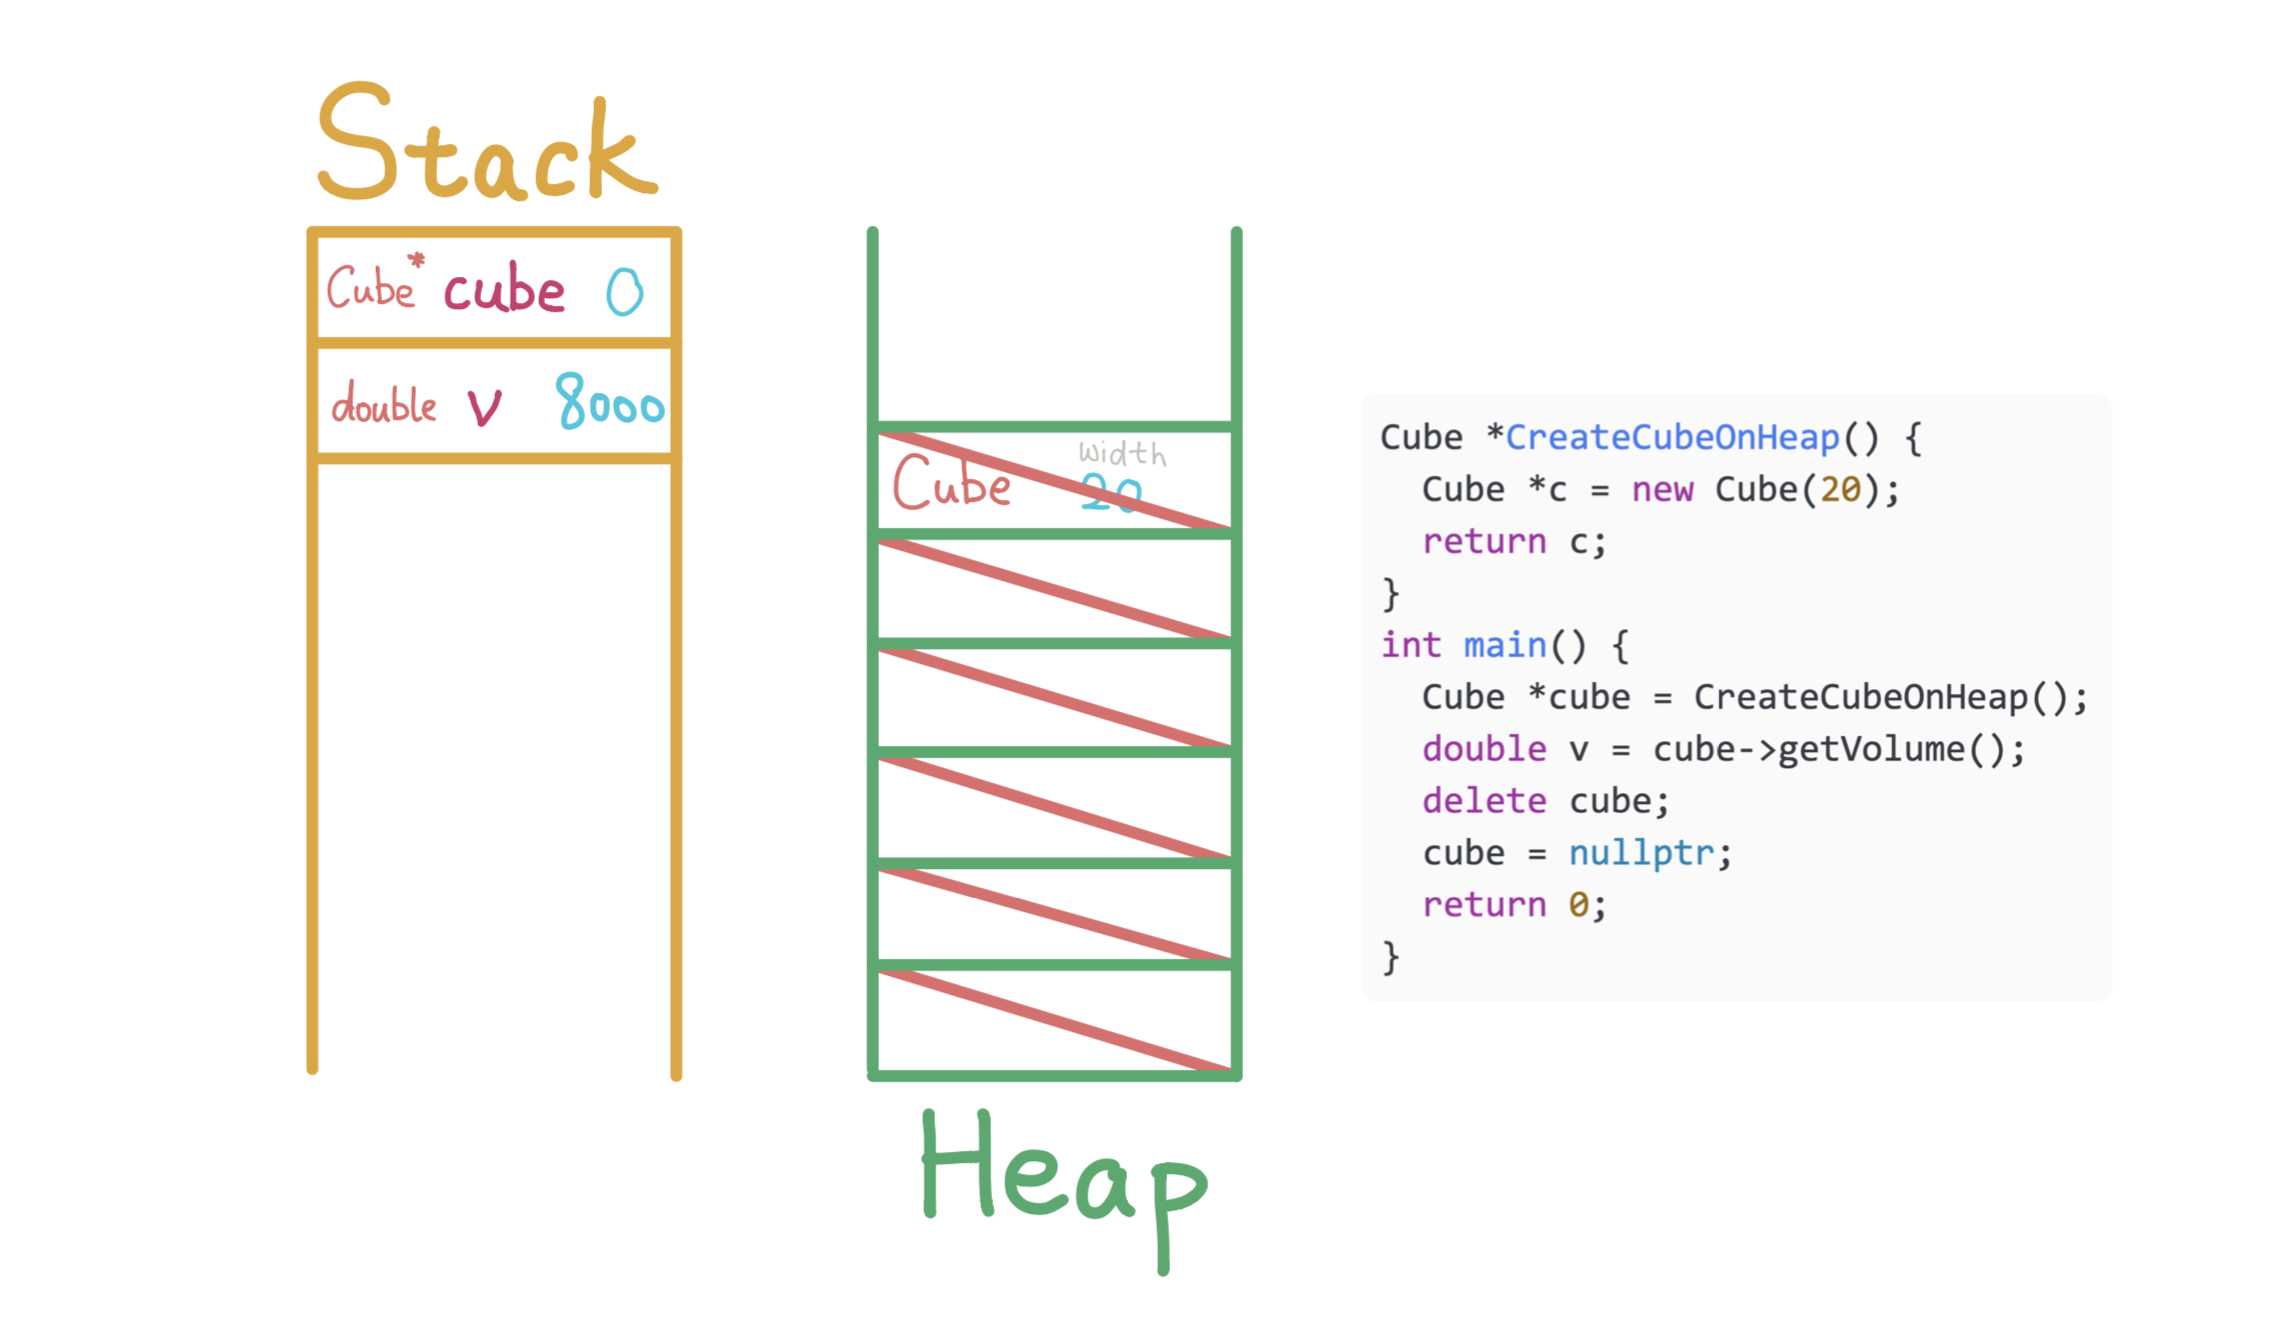 Stack
Cube* cube 0
double v 8000
width
Cube 20
Heap
Cube *CreateCubeOnHeap() {
  Cube *c = new Cube(20);
  return c;
}
int main() {
  Cube *cube = CreateCubeOnHeap();
  double v = cube->getVolume();
  delete cube;
  cube = nullptr;
  return 0;
}